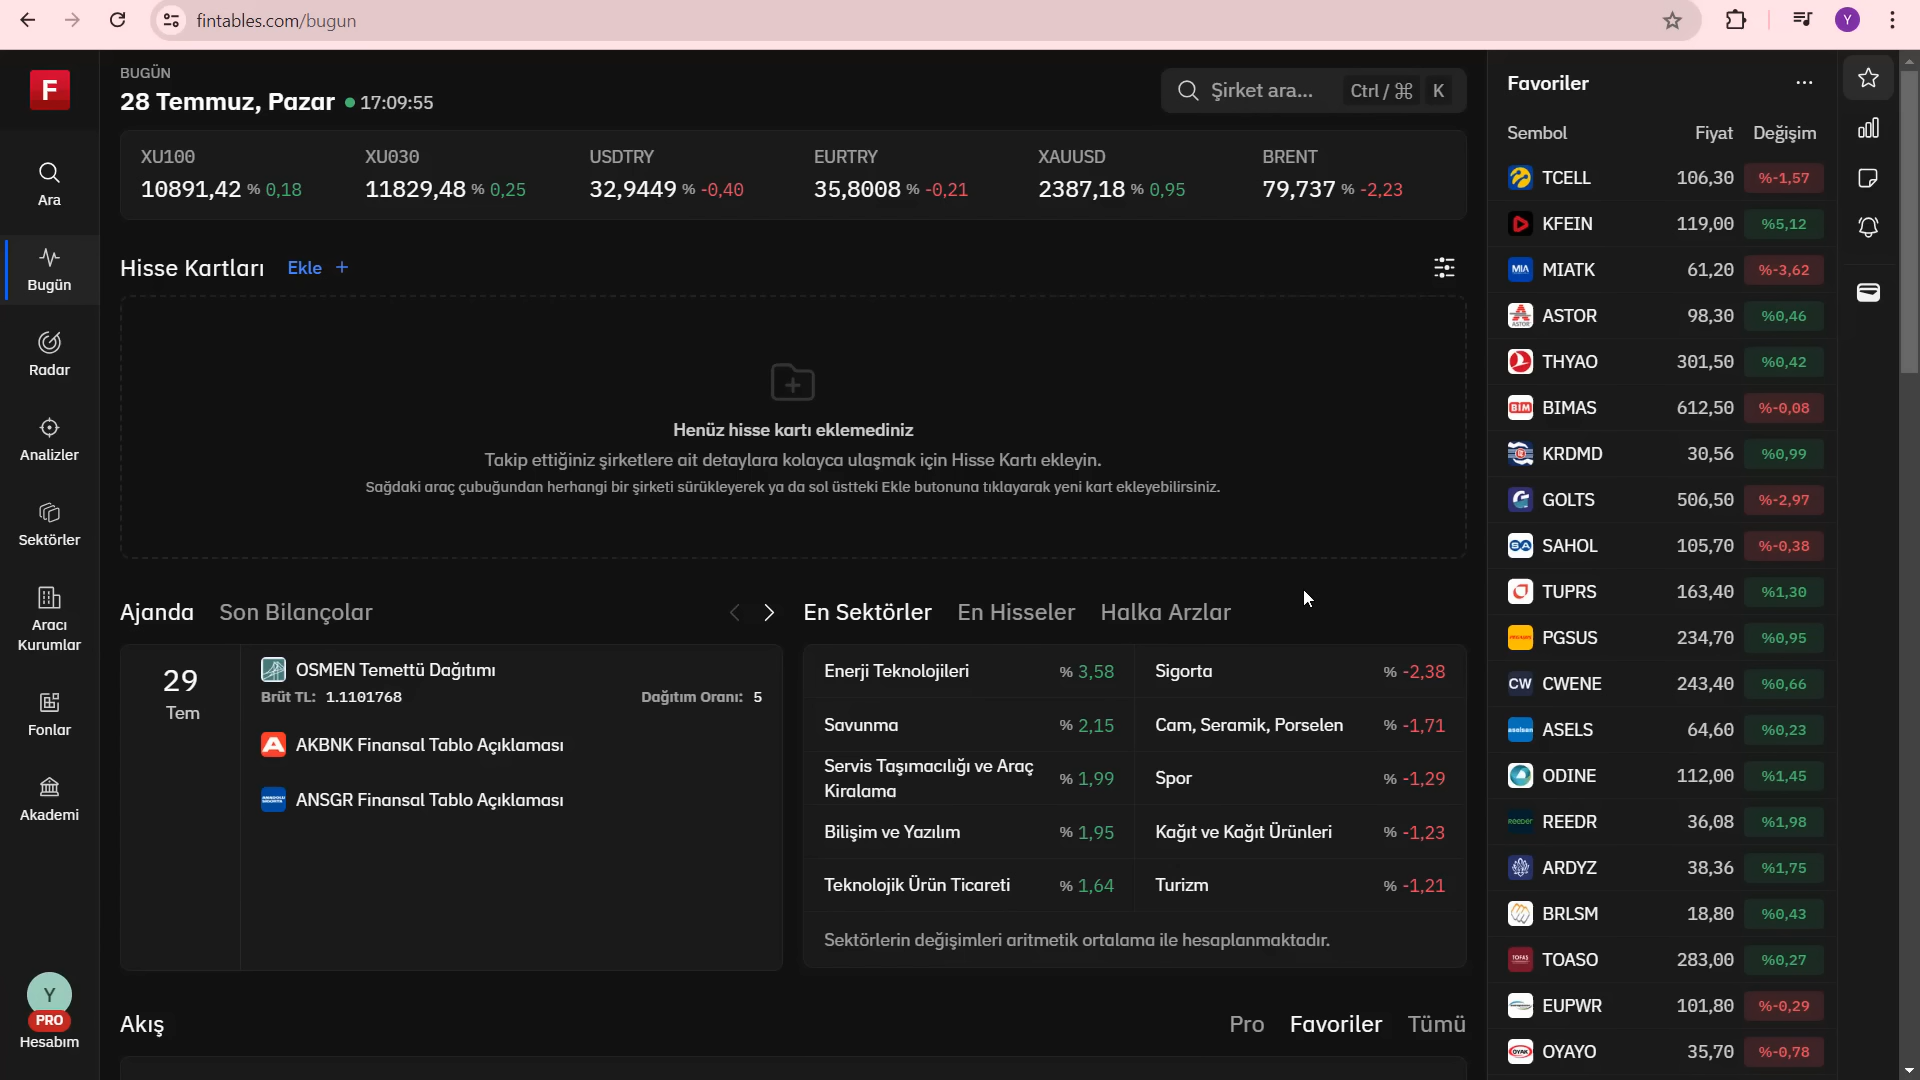 fintables.com/bugun
Y
F
BUGÜN
28 Temmuz, Pazar 17:09:55
Şirket ara... Ctrl / ⌘ K
XU100 XU030 USDTRY EURTRY XAUUSD BRENT
10891,42 % 0,18 11829,48 % 0,25 32,9449 % -0,40 35,8008 % -0,21 2387,18 % 0,95 79,737 % -2,23
Ara
Bugün
Radar
Analizler
Sektörler
Aracı
Kurumlar
Fonlar
Akademi
Y
PRO
Hesabım
Hisse Kartları Ekle +
Henüz hisse kartı eklemediniz
Takip ettiğiniz şirketlere ait detaylara kolayca ulaşmak için Hisse Kartı ekleyin.
Sağdaki araç çubuğundan herhangi bir şirketi sürükleyerek ya da sol üstteki Ekle butonuna tıklayarak yeni kart ekleyebilirsiniz.
Ajanda Son Bilançolar
29
Tem
OSMEN Temettü Dağıtımı
Brüt TL: 1.1101768 Dağıtım Oranı: 5
AKBNK Finansal Tablo Açıklaması
ANSGR Finansal Tablo Açıklaması
En Sektörler En Hisseler Halka Arzlar
Enerji Teknolojileri % 3,58 Sigorta % -2,38
Savunma % 2,15 Cam, Seramik, Porselen % -1,71
Servis Taşımacılığı ve Araç
Kiralama % 1,99 Spor % -1,29
Bilişim ve Yazılım % 1,95 Kağıt ve Kağıt Ürünleri % -1,23
Teknolojik Ürün Ticareti % 1,64 Turizm % -1,21
Sektörlerin değişimleri aritmetik ortalama ile hesaplanmaktadır.
Akış Pro Favoriler Tümü
Favoriler ...
Sembol Fiyat Değişim
TCELL 106,30 %-1,57
KFEIN 119,00 %5,12
MIA MIATK 61,20 %-3,62
ASTOR ASTOR 98,30 %0,46
THYAO 301,50 %0,42
BİM BIMAS 612,50 %-0,08
KRDMD 30,56 %0,99
GOLTS 506,50 %-2,97
SA SAHOL 105,70 %-0,38
TUPRS 163,40 %1,30
PGSUS 234,70 %0,95
CW CWENE 243,40 %0,66
aselsan ASELS 64,60 %0,23
ODINE 112,00 %1,45
reeder REEDR 36,08 %1,98
ARDYZ 38,36 %1,75
BRLSM 18,80 %0,43
TOFAŞ TOASO 283,00 %0,27
EUPWR 101,80 %-0,29
OYAK OYAYO 35,70 %-0,78